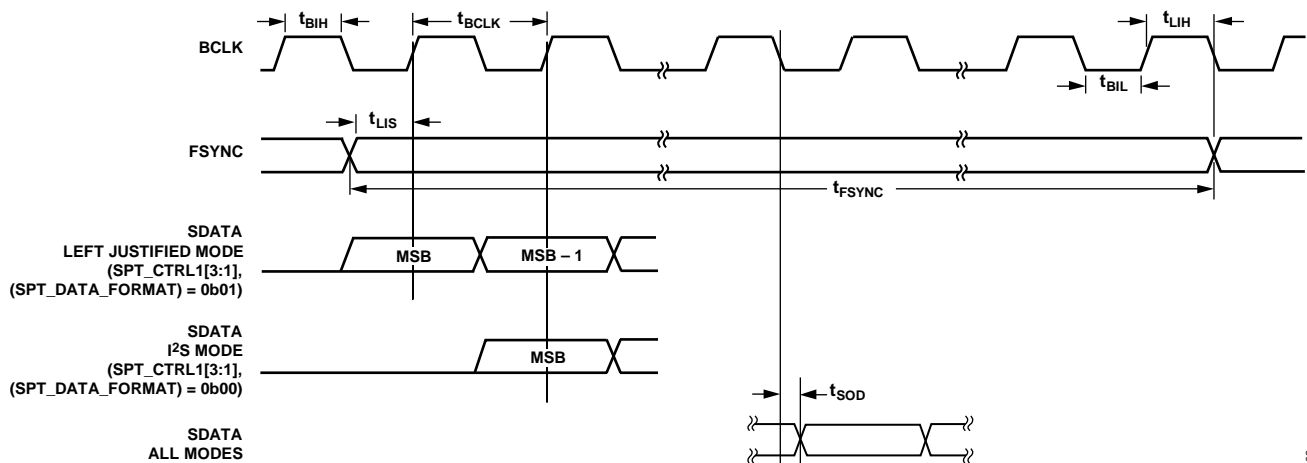 tBIH
tBCLK
tLIH
BCLK
tBIL
tLIS
FSYNC
tFSYNC
SDATA
LEFT JUSTIFIED MODE
(SPT_CTRL1[3:1],
(SPT_DATA_FORMAT) = 0b01)
MSB
MSB – 1
SDATA
I2S MODE
(SPT_CTRL1[3:1],
(SPT_DATA_FORMAT) = 0b00)
MSB
tSOD
SDATA
ALL MODES